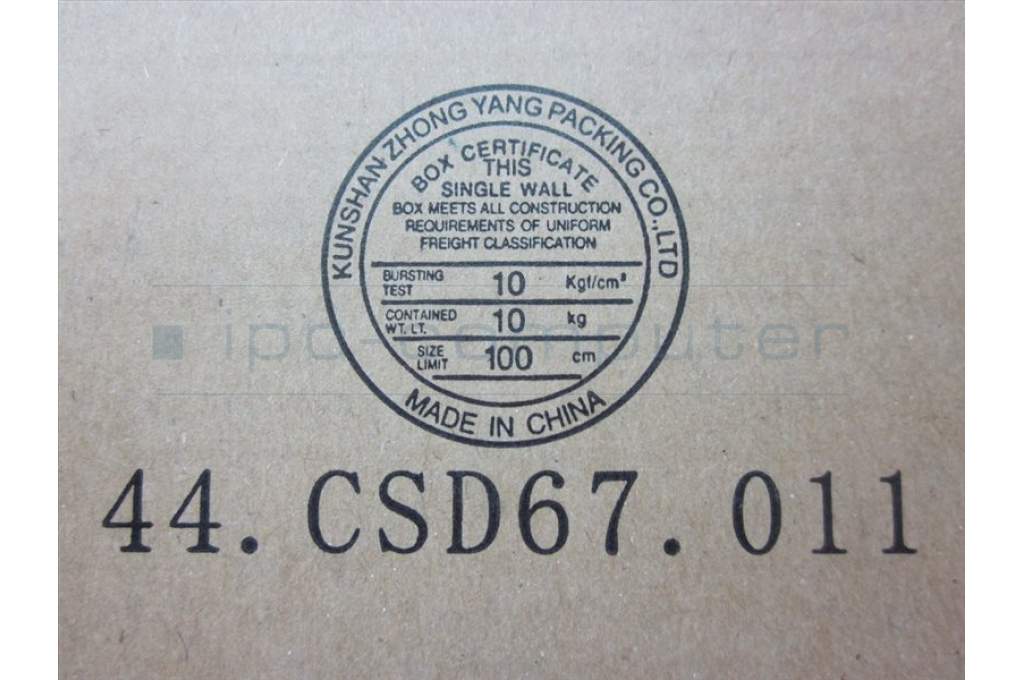 KUNSHAN ZHONG YANG PACKING CO.,LTD
BOX CERTIFICATE
THIS
SINGLE WALL
BOX MEETS ALL CONSTRUCTION
REQUIREMENTS OF UNIFORM
FREIGHT CLASSIFICATION
BURSTING TEST 10 Kgf/cm²
CONTAINED WT. LT. 10 kg
SIZE LIMIT 100 cm
MADE IN CHINA
ipc-computer
44.CSD67.011